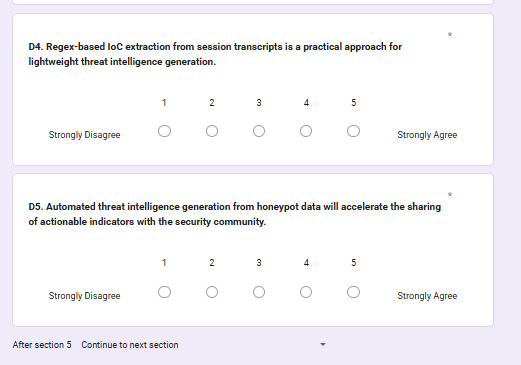 *
D4. Regex-based IoC extraction from session transcripts is a practical approach for
lightweight threat intelligence generation.
1 2 3 4 5
Strongly Disagree Strongly Agree
*
D5. Automated threat intelligence generation from honeypot data will accelerate the sharing
of actionable indicators with the security community.
1 2 3 4 5
Strongly Disagree Strongly Agree
After section 5 Continue to next section